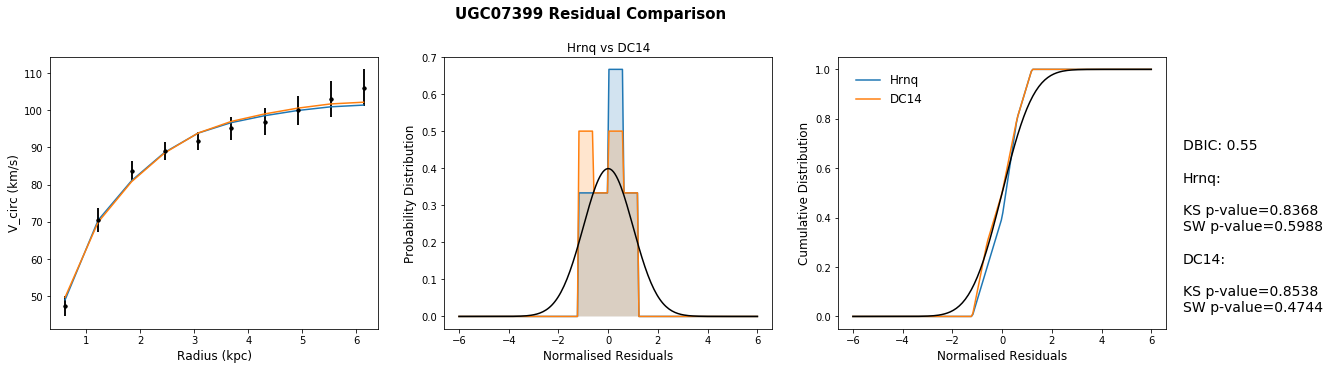 UGC07399 Residual Comparison
V_circ (km/s)
110
100
90
80
70
60
50
1 2 3 4 5 6
Radius (kpc)
Hrnq vs DC14
Probability Distribution
0.7
0.6
0.5
0.4
0.3
0.2
0.1
0.0
−6 −4 −2 0 2 4 6
Normalised Residuals
Cumulative Distribution
1.0
0.8
0.6
0.4
0.2
0.0
Hrnq
DC14
−6 −4 −2 0 2 4 6
Normalised Residuals
DBIC: 0.55
Hrnq:
KS p-value=0.8368
SW p-value=0.5988
DC14:
KS p-value=0.8538
SW p-value=0.4744